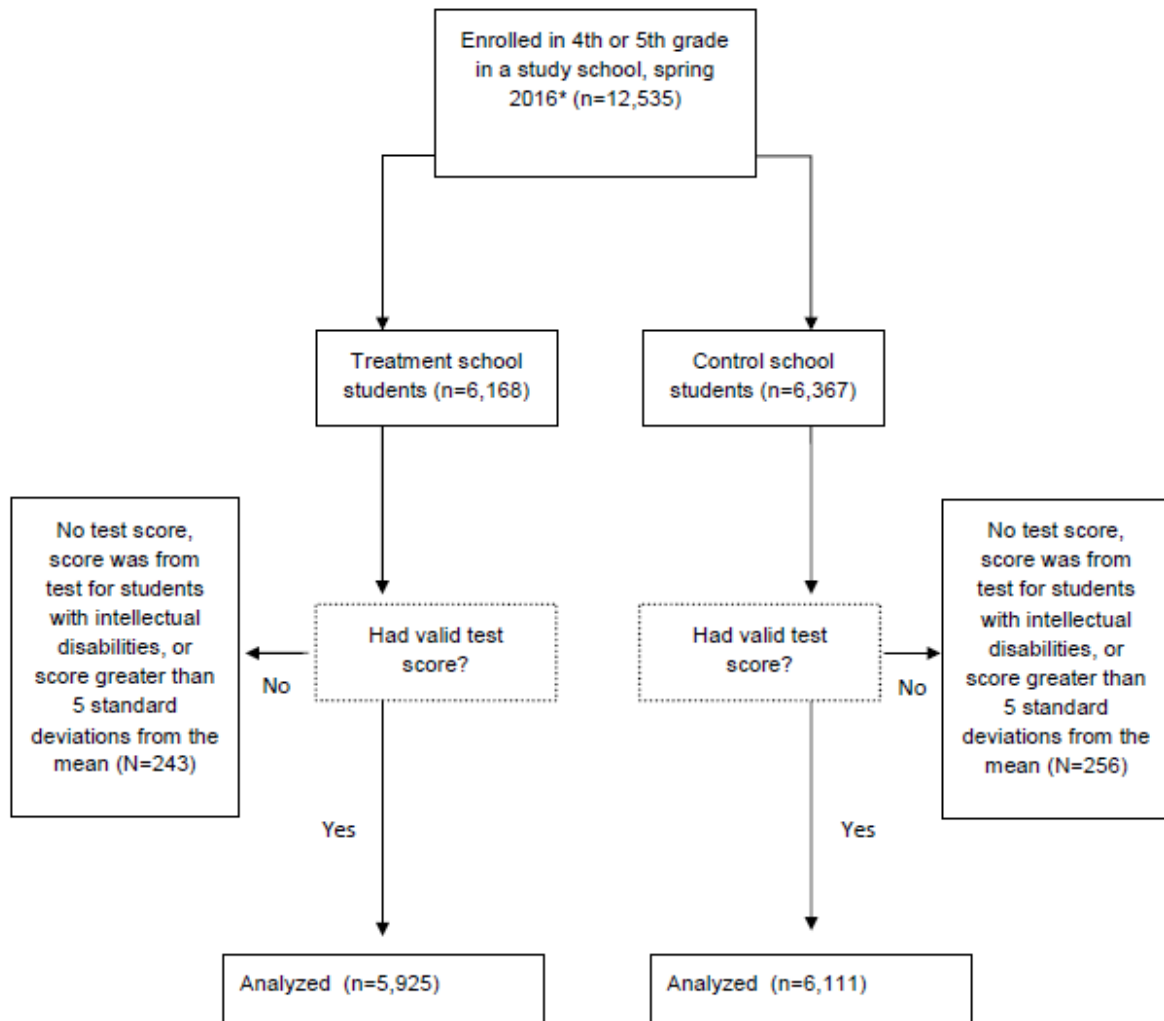 Enrolled in 4th or 5th grade
in a study school, spring
2016* (n=12,535)
Treatment school
students (n=6,168)
Control school
students (n=6,367)
No test score,
score was from
test for students
with intellectual
disabilities, or
score greater than
5 standard
deviations from the
mean (N=243)
Had valid test
score?
No
Had valid test
score?
No
No test score,
score was from
test for students
with intellectual
disabilities, or
score greater than
5 standard
deviations from the
mean (N=256)
Yes
Yes
Analyzed (n=5,925)
Analyzed (n=6,111)